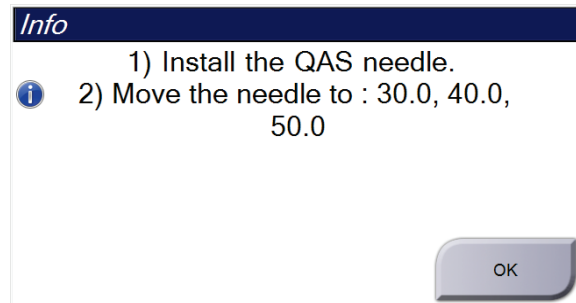 Info
1) Install the QAS needle.
2) Move the needle to : 30.0, 40.0,
50.0
OK